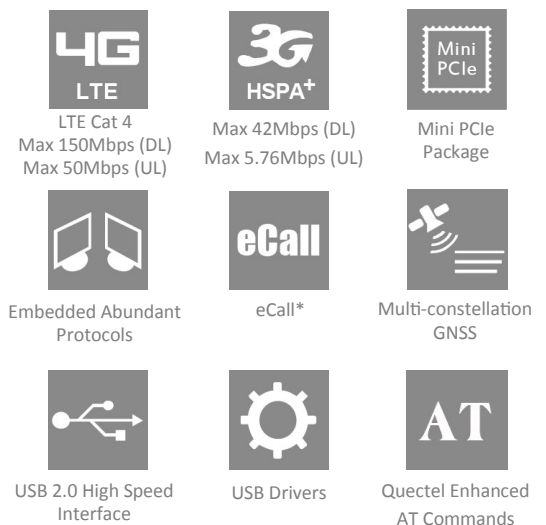 4G
LTE
LTE Cat 4
Max 150Mbps (DL)
Max 50Mbps (UL)
3G
HSPA+
Max 42Mbps (DL)
Max 5.76Mbps (UL)
Mini
PCIe
Mini PCIe
Package
Embedded Abundant
Protocols
eCall
eCall*
Multi-constellation
GNSS
USB 2.0 High Speed
Interface
USB Drivers
AT
Quectel Enhanced
AT Commands